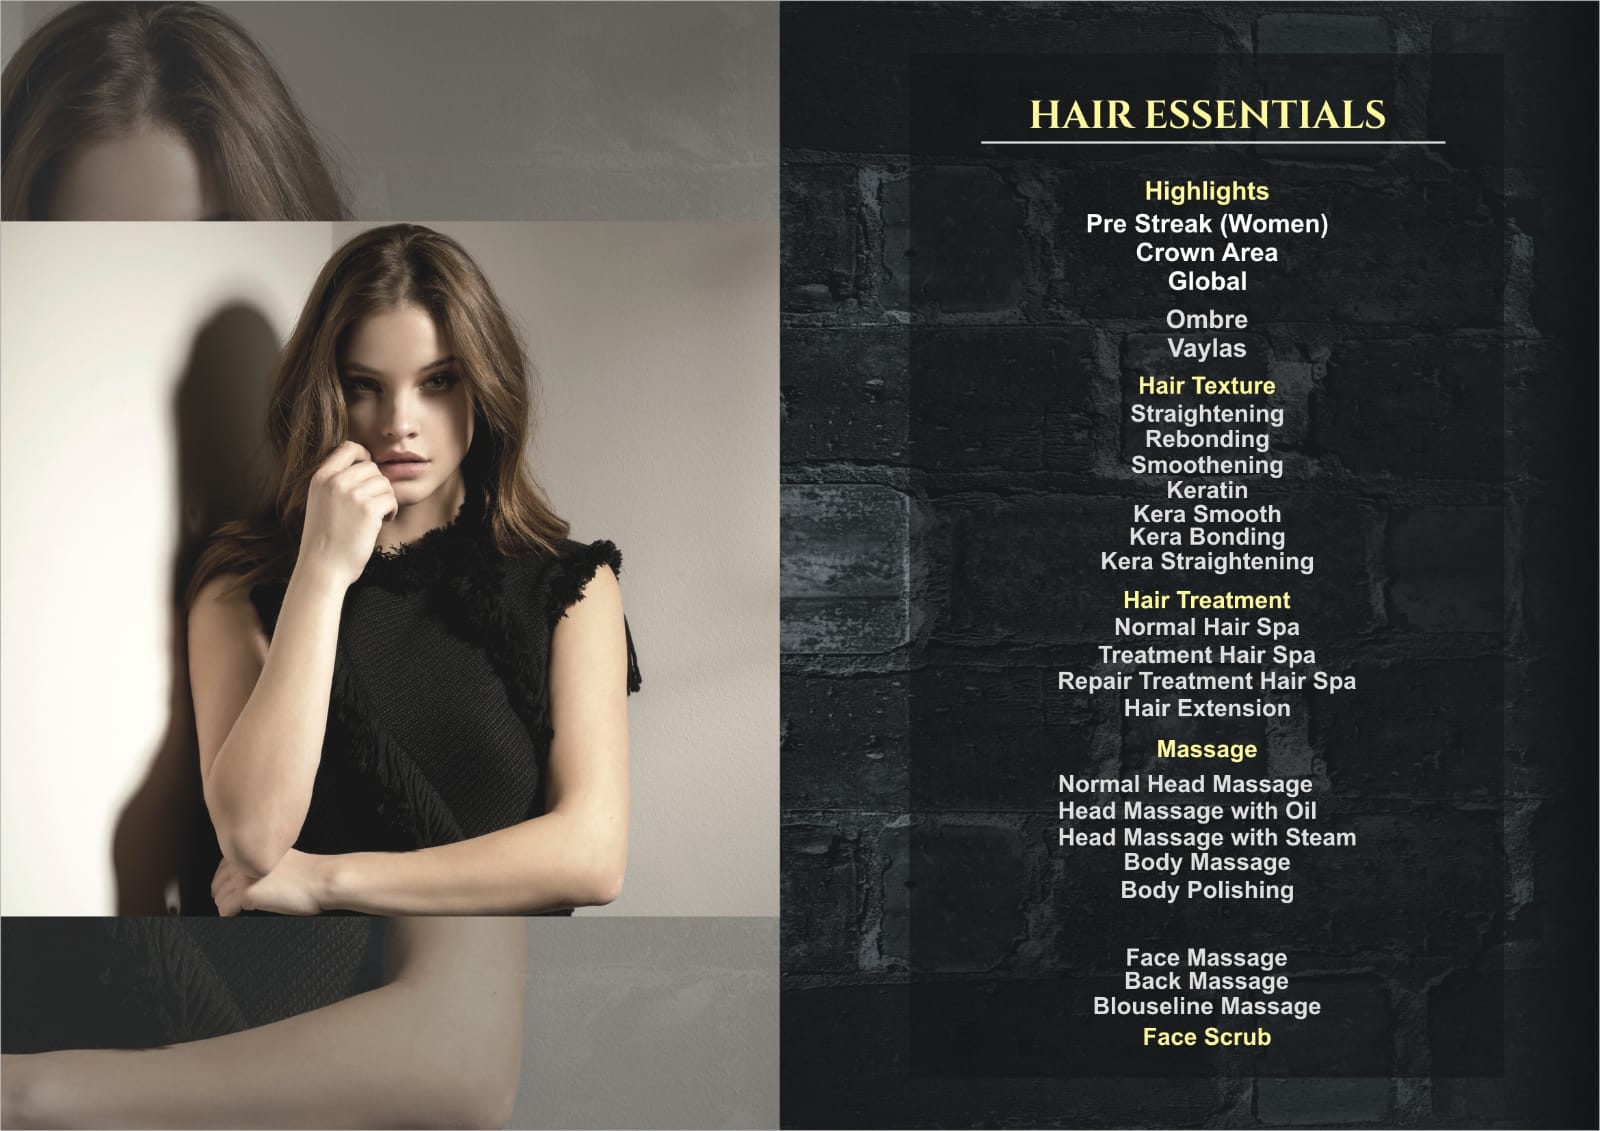 HAIR ESSENTIALS
Highlights
Pre Streak (Women)
Crown Area
Global
Ombre
Vaylas
Hair Texture
Straightening
Rebonding
Smoothening
Keratin
Kera Smooth
Kera Bonding
Kera Straightening
Hair Treatment
Normal Hair Spa
Treatment Hair Spa
Repair Treatment Hair Spa
Hair Extension
Massage
Normal Head Massage
Head Massage with Oil
Head Massage with Steam
Body Massage
Body Polishing
Face Massage
Back Massage
Blouseline Massage
Face Scrub